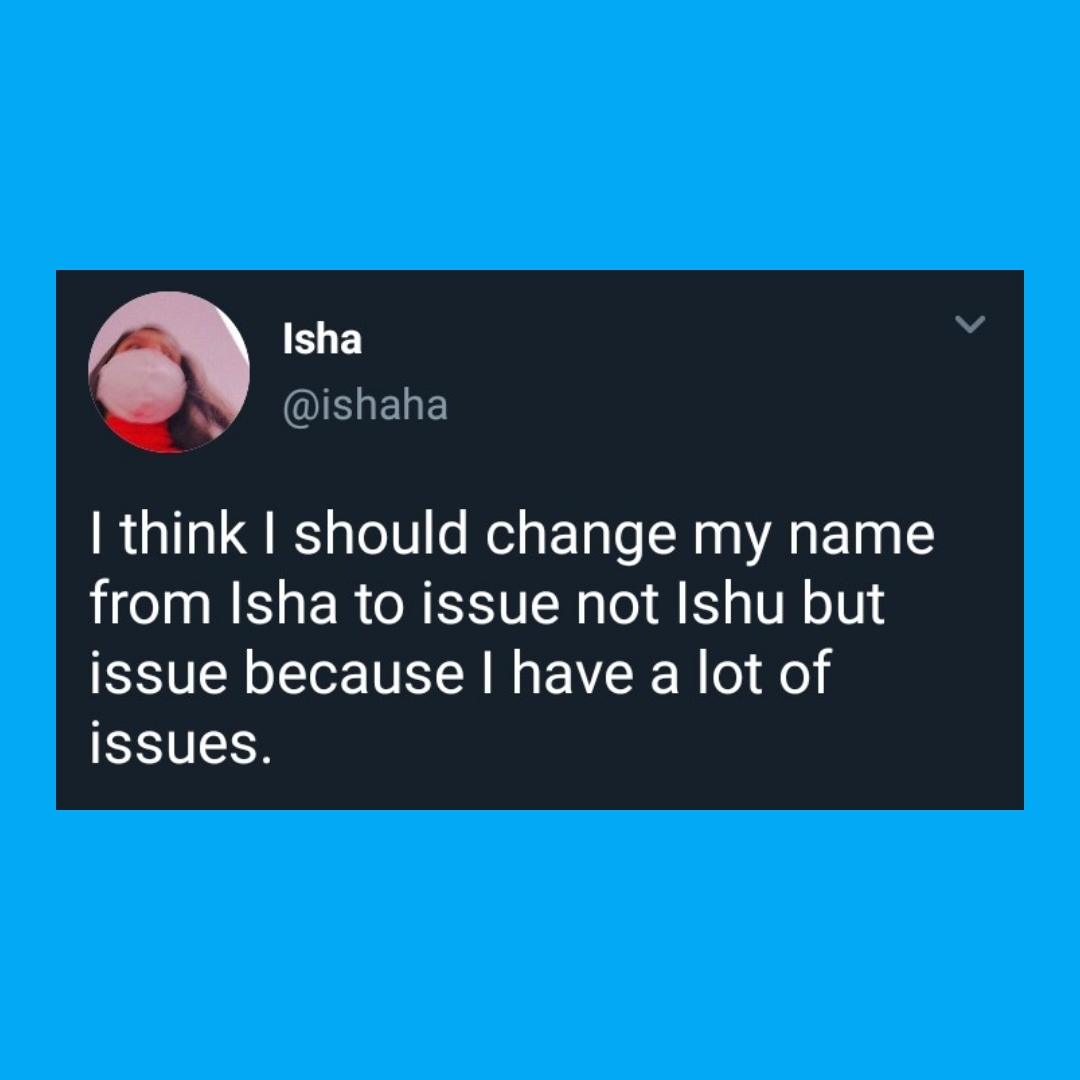 Isha
@ishaha
I think I should change my name
from Isha to issue not Ishu but
issue because I have a lot of
issues.